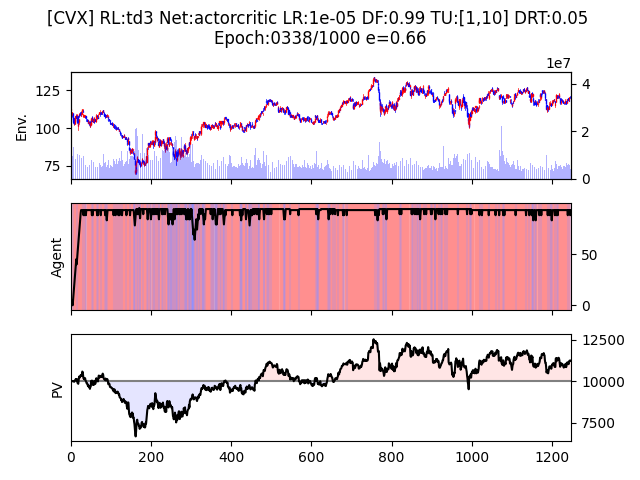 [CVX] RL:td3 Net:actorcritic LR:1e-05 DF:0.99 TU:[1,10] DRT:0.05
Epoch:0338/1000 e=0.66
1e7
Env.
125
100
75
4
2
0
Agent
50
0
PV
12500
10000
7500
0 200 400 600 800 1000 1200